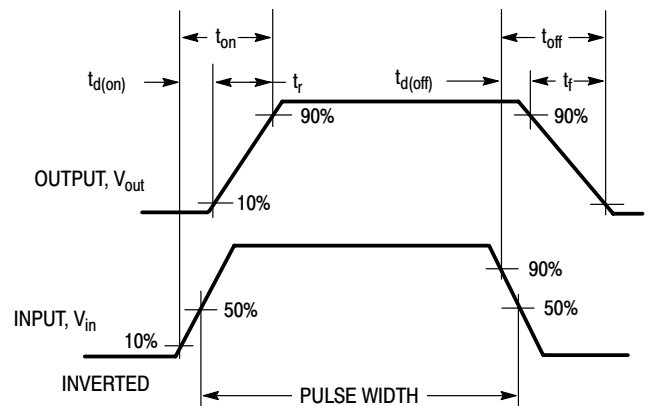 t_on
t_off
t_d(on)
t_r
t_d(off)
t_f
90%
90%
OUTPUT, V_out
10%
90%
INPUT, V_in
50%
50%
10%
INVERTED
PULSE WIDTH